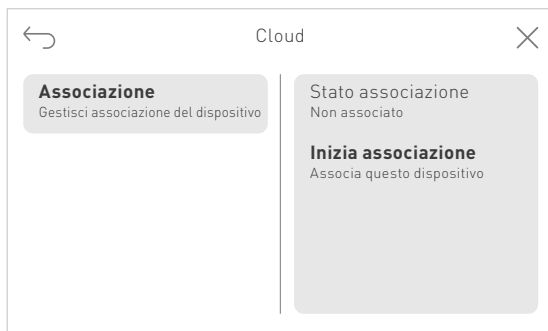 Cloud
Associazione
Gestisci associazione del dispositivo
Stato associazione
Non associato
Inizia associazione
Associa questo dispositivo